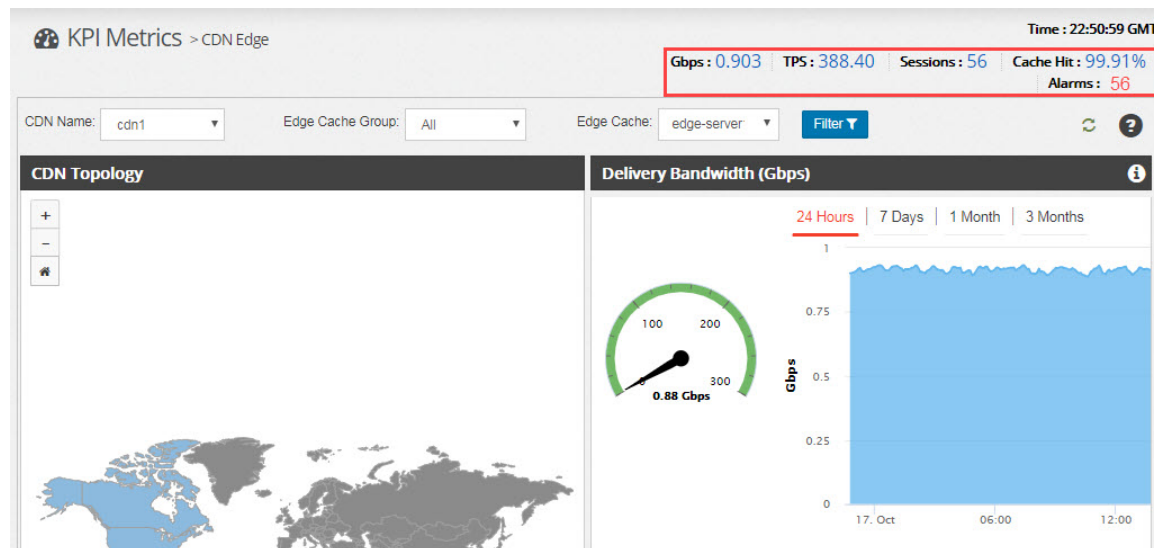 KPI Metrics > CDN Edge
Time : 22:50:59 GMT
Gbps : 0.903 TPS : 388.40 Sessions : 56 Cache Hit : 99.91%
Alarms : 56
CDN Name: cdn1 Edge Cache Group: All Edge Cache: edge-server Filter
CDN Topology
Delivery Bandwidth (Gbps)
24 Hours 7 Days 1 Month 3 Months
+
−
100 200
0 300
0.88 Gbps
Gbps
1
0.75
0.5
0.25
0
17. Oct 06:00 12:00